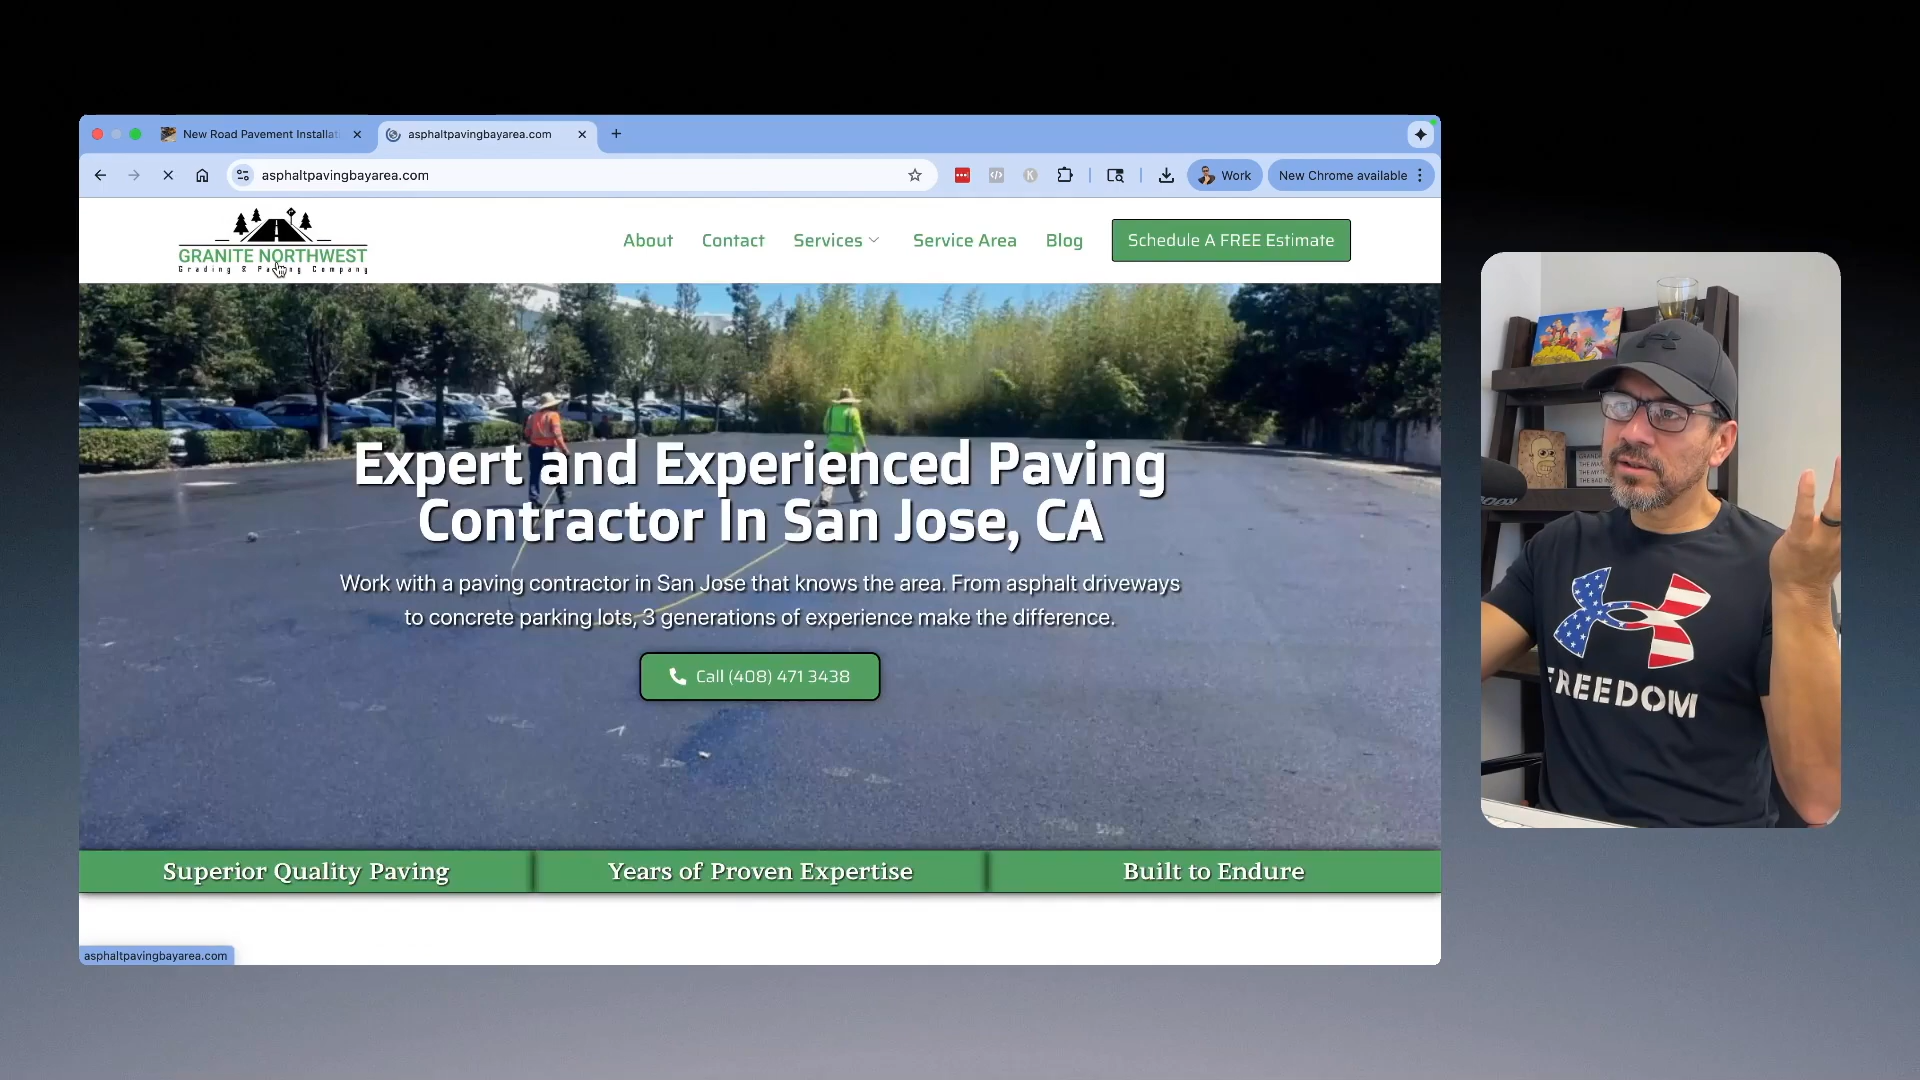 New Road Pavement Installat
asphaltpavingbayarea.com
asphaltpavingbayarea.com
Work
New Chrome available
GRANITE NORTHWEST
Grading & Paving Company
About
Contact
Services
Service Area
Blog
Schedule A FREE Estimate
Expert and Experienced Paving
Contractor In San Jose, CA
Work with a paving contractor in San Jose that knows the area. From asphalt driveways
to concrete parking lots, 3 generations of experience make the difference.
Call (408) 471 3438
Superior Quality Paving
Years of Proven Expertise
Built to Endure
asphaltpavingbayarea.com
FREEDOM